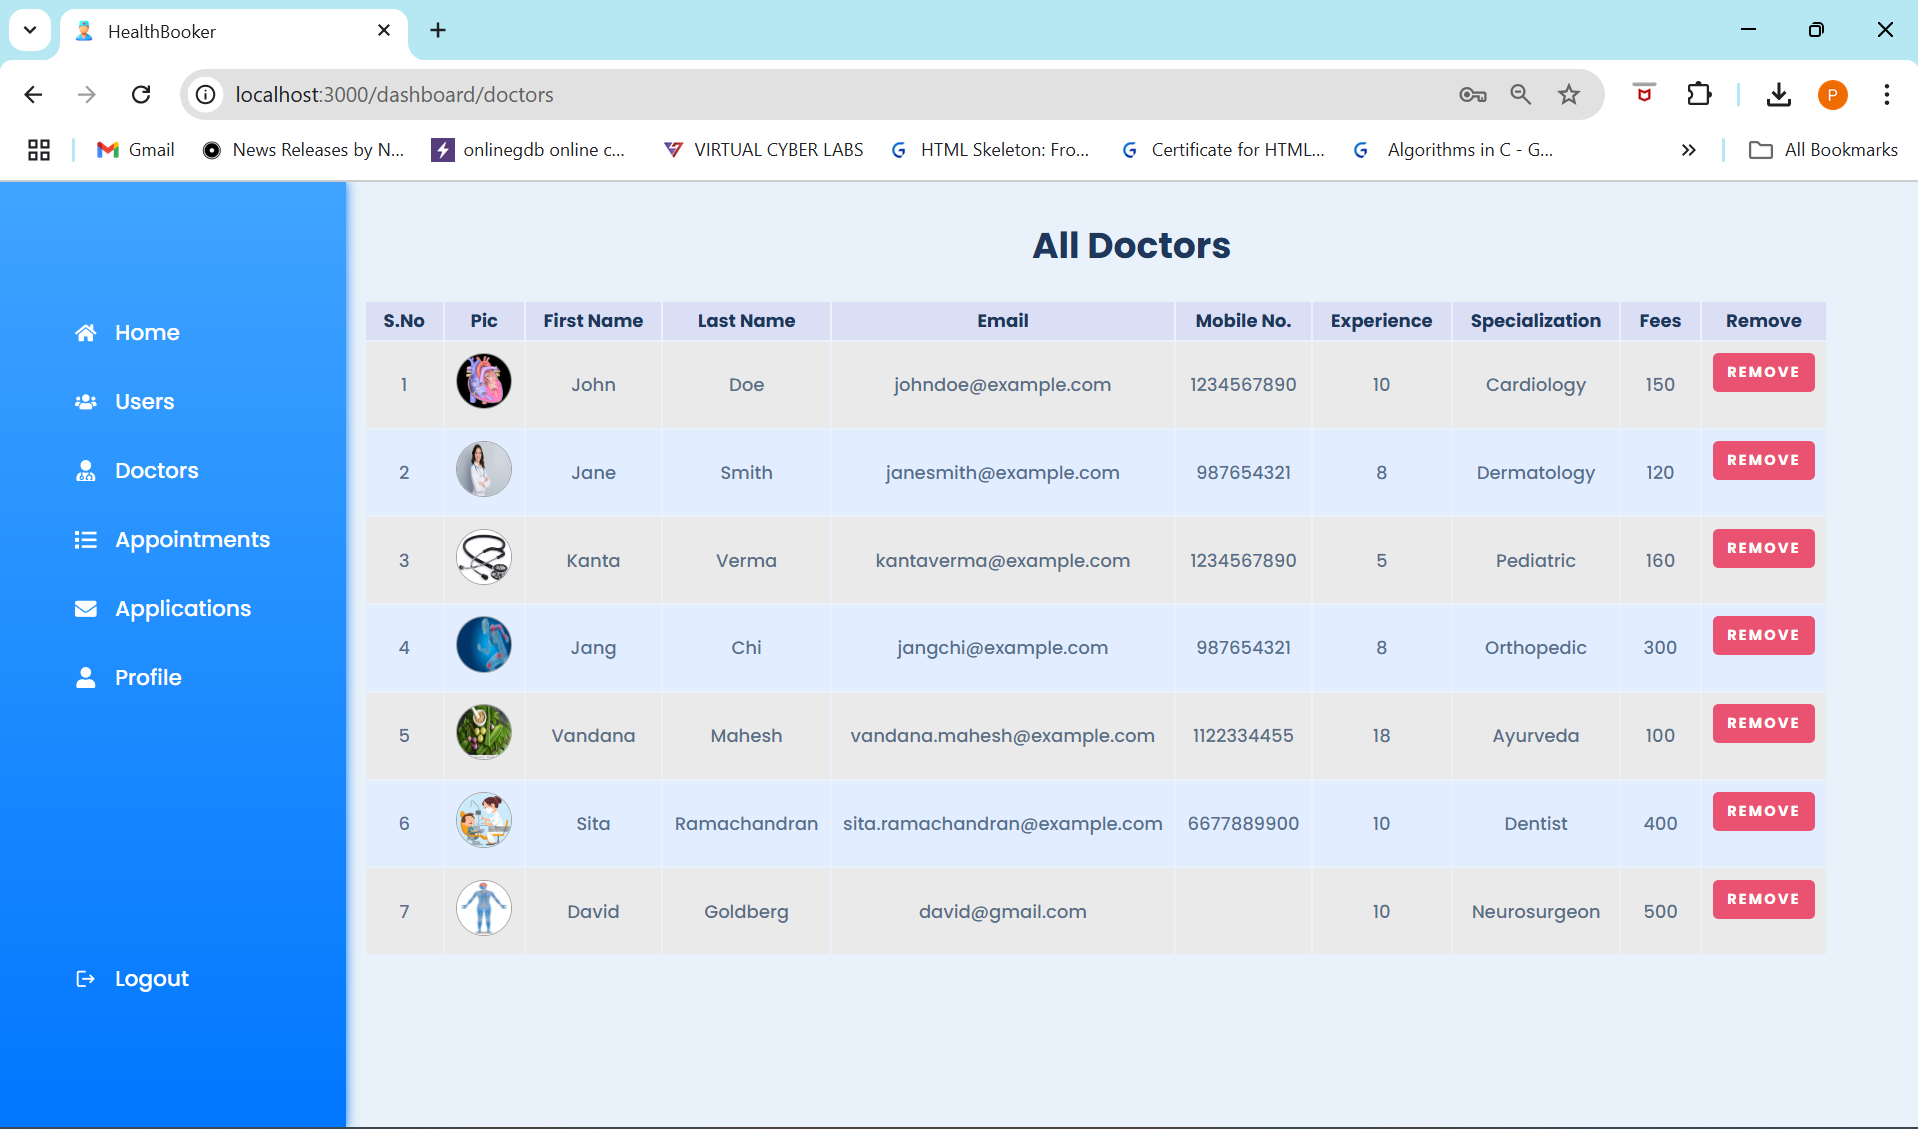 HealthBooker
localhost:3000/dashboard/doctors
P
Gmail News Releases by N... onlinegdb online c... VIRTUAL CYBER LABS HTML Skeleton: Fro... Certificate for HTML... Algorithms in C - G... All Bookmarks
Home
Users
Doctors
Appointments
Applications
Profile
Logout
All Doctors
S.No Pic First Name Last Name Email Mobile No. Experience Specialization Fees Remove
1 John Doe johndoe@example.com 1234567890 10 Cardiology 150 REMOVE
2 Jane Smith janesmith@example.com 987654321 8 Dermatology 120 REMOVE
3 Kanta Verma kantaverma@example.com 1234567890 5 Pediatric 160 REMOVE
4 Jang Chi jangchi@example.com 987654321 8 Orthopedic 300 REMOVE
5 Vandana Mahesh vandana.mahesh@example.com 1122334455 18 Ayurveda 100 REMOVE
6 Sita Ramachandran sita.ramachandran@example.com 6677889900 10 Dentist 400 REMOVE
7 David Goldberg david@gmail.com 10 Neurosurgeon 500 REMOVE